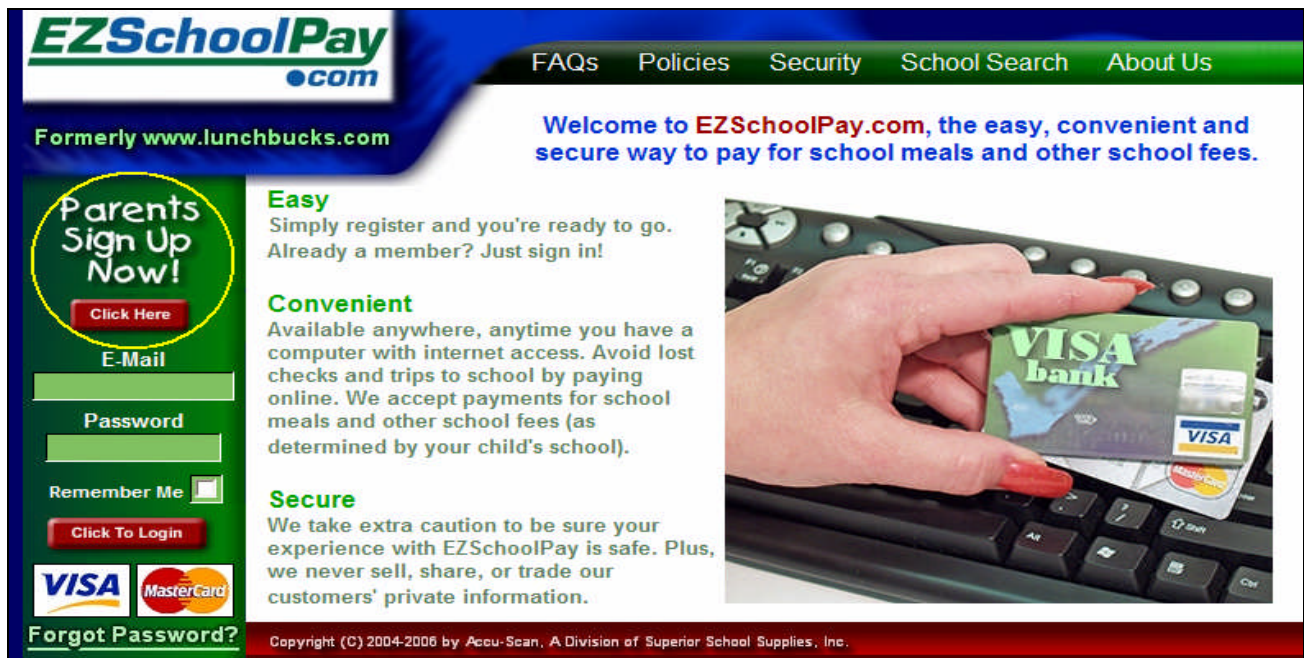 EZSchoolPay
.com
FAQs Policies Security School Search About Us
Formerly www.lunchbucks.com
Welcome to EZSchoolPay.com, the easy, convenient and
secure way to pay for school meals and other school fees.
Parents
Sign Up
Now!
Click Here
E-Mail
Password
Remember Me
Click To Login
VISA MasterCard
Forgot Password?
Easy
Simply register and you're ready to go.
Already a member? Just sign in!
Convenient
Available anywhere, anytime you have a
computer with internet access. Avoid lost
checks and trips to school by paying
online. We accept payments for school
meals and other school fees (as
determined by your child's school).
Secure
We take extra caution to be sure your
experience with EZSchoolPay is safe. Plus,
we never sell, share, or trade our
customers' private information.
VISA
bank
VISA
MasterCard
Alt
Shift
Ctrl
Copyright (C) 2004-2006 by Accu-Scan, A Division of Superior School Supplies, Inc.